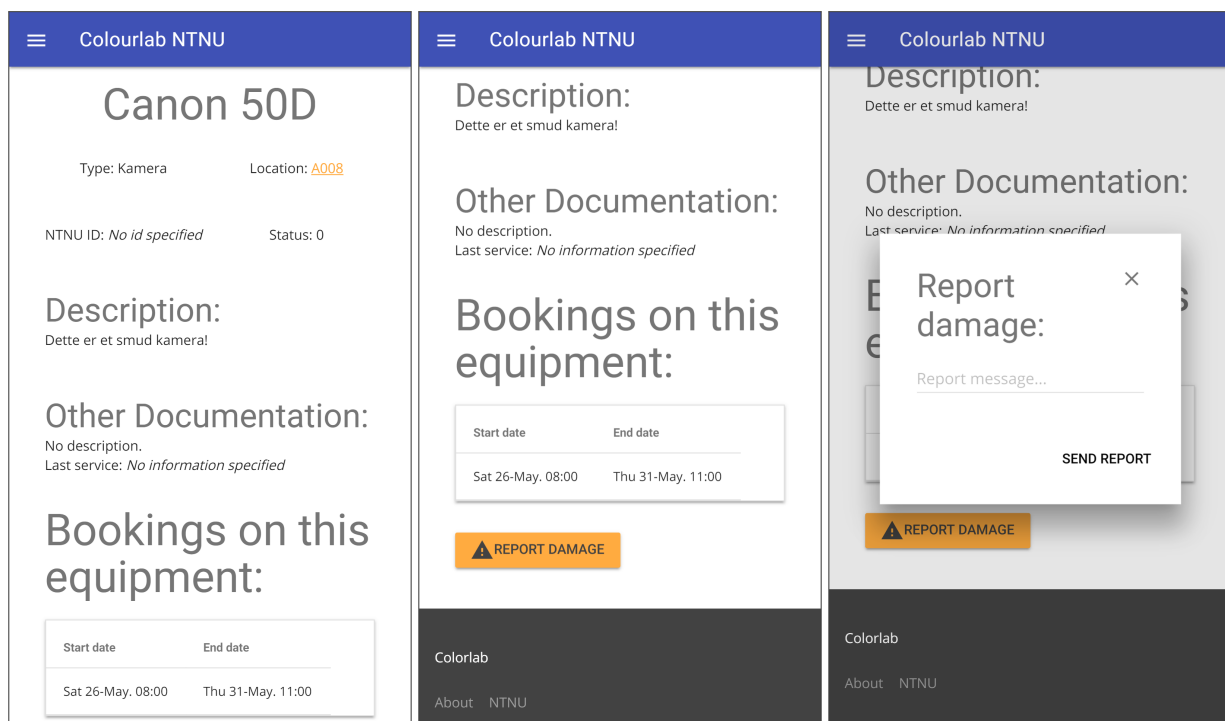 Colourlab NTNU
Canon 50D
Type: Kamera Location: A008
NTNU ID: No id specified Status: 0
Description:
Dette er et smud kamera!
Other Documentation:
No description.
Last service: No information specified
Bookings on this
equipment:
Start date End date
Sat 26-May. 08:00 Thu 31-May. 11:00
Colourlab NTNU
Description:
Dette er et smud kamera!
Other Documentation:
No description.
Last service: No information specified
Bookings on this
equipment:
Start date End date
Sat 26-May. 08:00 Thu 31-May. 11:00
REPORT DAMAGE
Colorlab
About NTNU
Colourlab NTNU
Description:
Dette er et smud kamera!
Other Documentation:
No description.
Last service: No information specified
Report
damage:
Report message...
SEND REPORT
REPORT DAMAGE
Colorlab
About NTNU